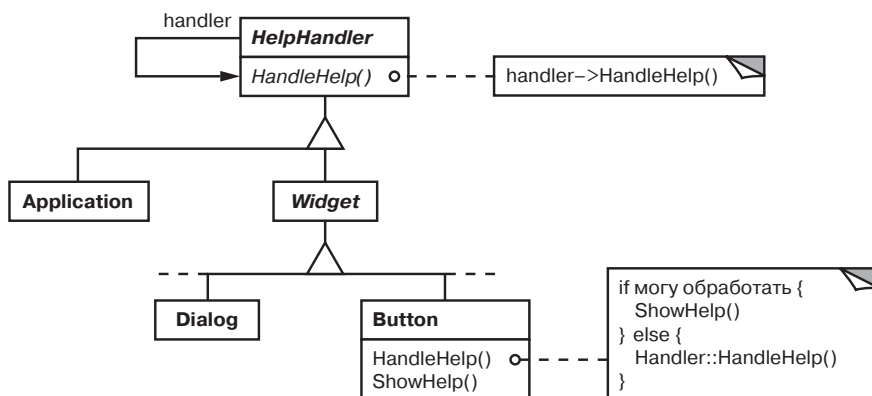 handler
HelpHandler
HandleHelp()
handler->HandleHelp()
Application
Widget
Dialog
Button
HandleHelp()
ShowHelp()
if могу обработать {
ShowHelp()
} else {
Handler::HandleHelp()
}